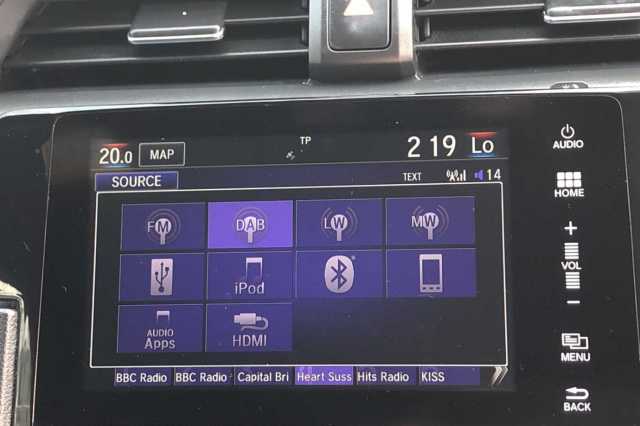 TP
20.0 MAP 2 19 Lo
SOURCE TEXT 14
FM DAB LW MW
iPod
AUDIO
Apps HDMI
BBC Radio BBC Radio Capital Bri Heart Suss Hits Radio KISS
AUDIO
HOME
+
VOL
−
MENU
BACK